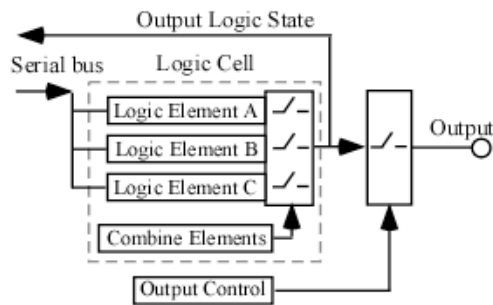 Output Logic State
Serial bus
Logic Cell
Logic Element A
Logic Element B
Logic Element C
Output
Combine Elements
Output Control